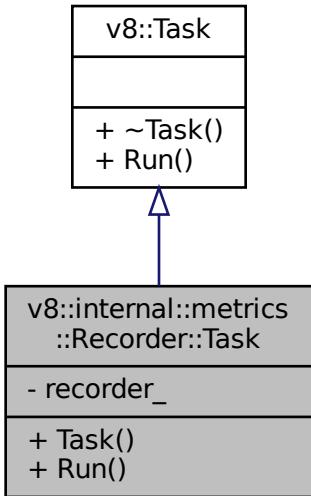 v8::Task
+ ~Task()
+ Run()
v8::internal::metrics
::Recorder::Task
- recorder_
+ Task()
+ Run()